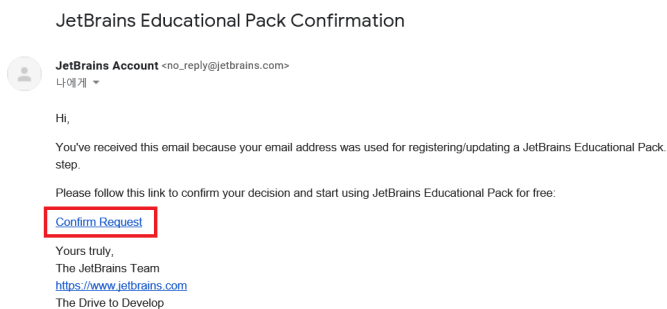 JetBrains Educational Pack Confirmation
JetBrains Account <no_reply@jetbrains.com>
나에게
Hi,
You've received this email because your email address was used for registering/updating a JetBrains Educational Pack.
step.
Please follow this link to confirm your decision and start using JetBrains Educational Pack for free:
Confirm Request
Yours truly,
The JetBrains Team
https://www.jetbrains.com
The Drive to Develop